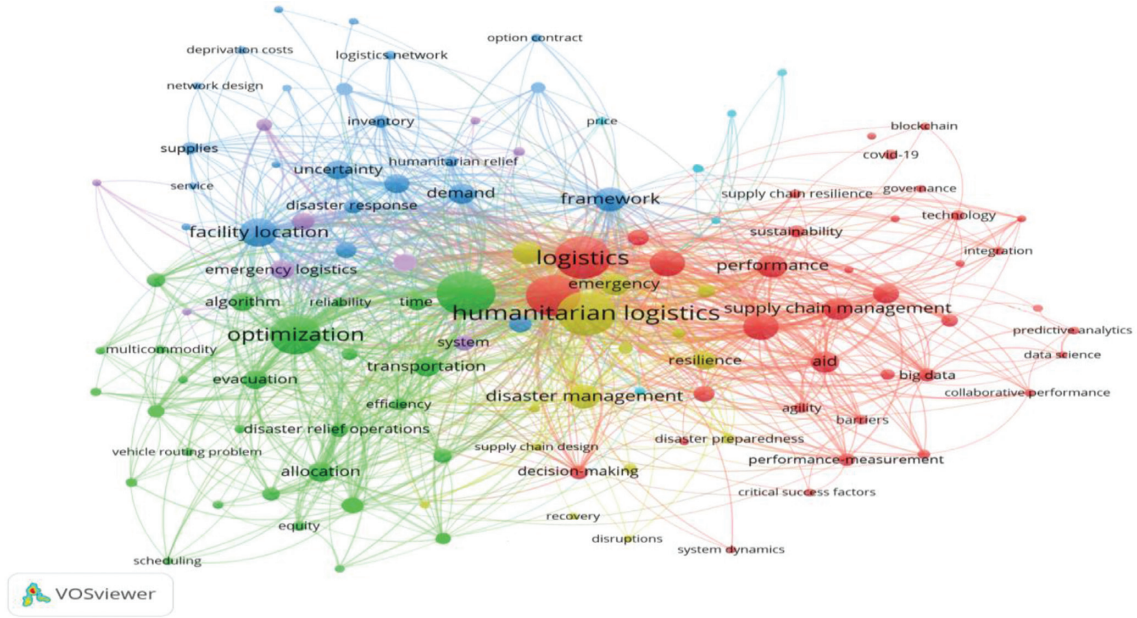 option contract
deprivation costs
logistics network
network design
inventory
price
blockchain
supplies
humanitarian relief
covid-19
uncertainty
service
demand
supply chain resilience
governance
disaster response
framework
technology
facility location
sustainability
integration
logistics
emergency logistics
performance
emergency
algorithm
reliability
time
humanitarian logistics
supply chain management
optimization
system
predictive analytics
multicommodity
transportation
resilience
data science
evacuation
aid
big data
disaster management
collaborative performance
efficiency
agility
barriers
disaster relief operations
disaster preparedness
vehicle routing problem
supply chain design
performance-measurement
allocation
decision-making
critical success factors
equity
recovery
disruptions
system dynamics
scheduling
VOSviewer